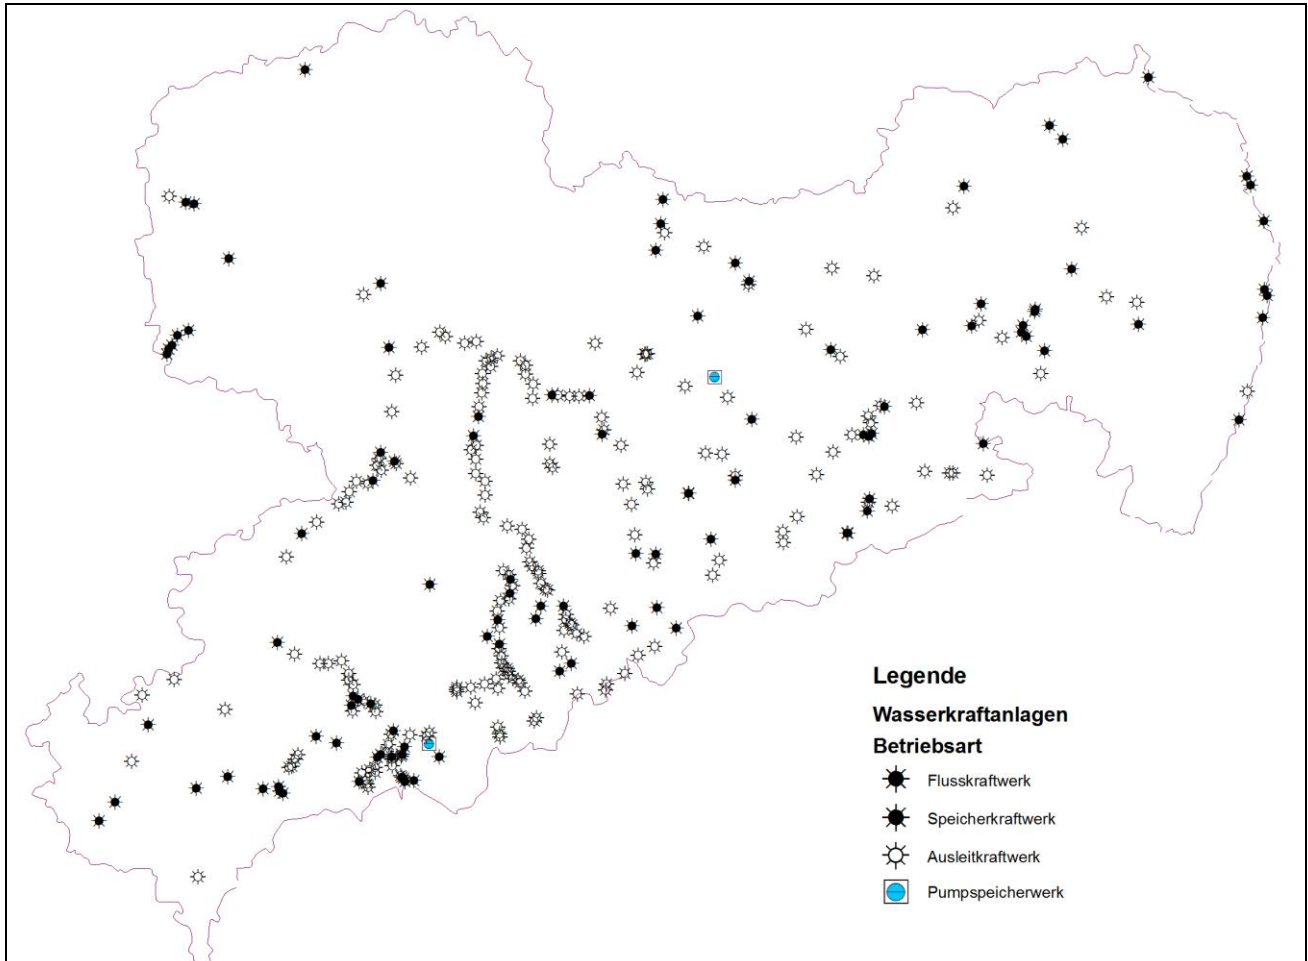 Legende
Wasserkraftanlagen
Betriebsart
Flusskraftwerk
Speicherkraftwerk
Ausleitkraftwerk
Pumpspeicherwerk